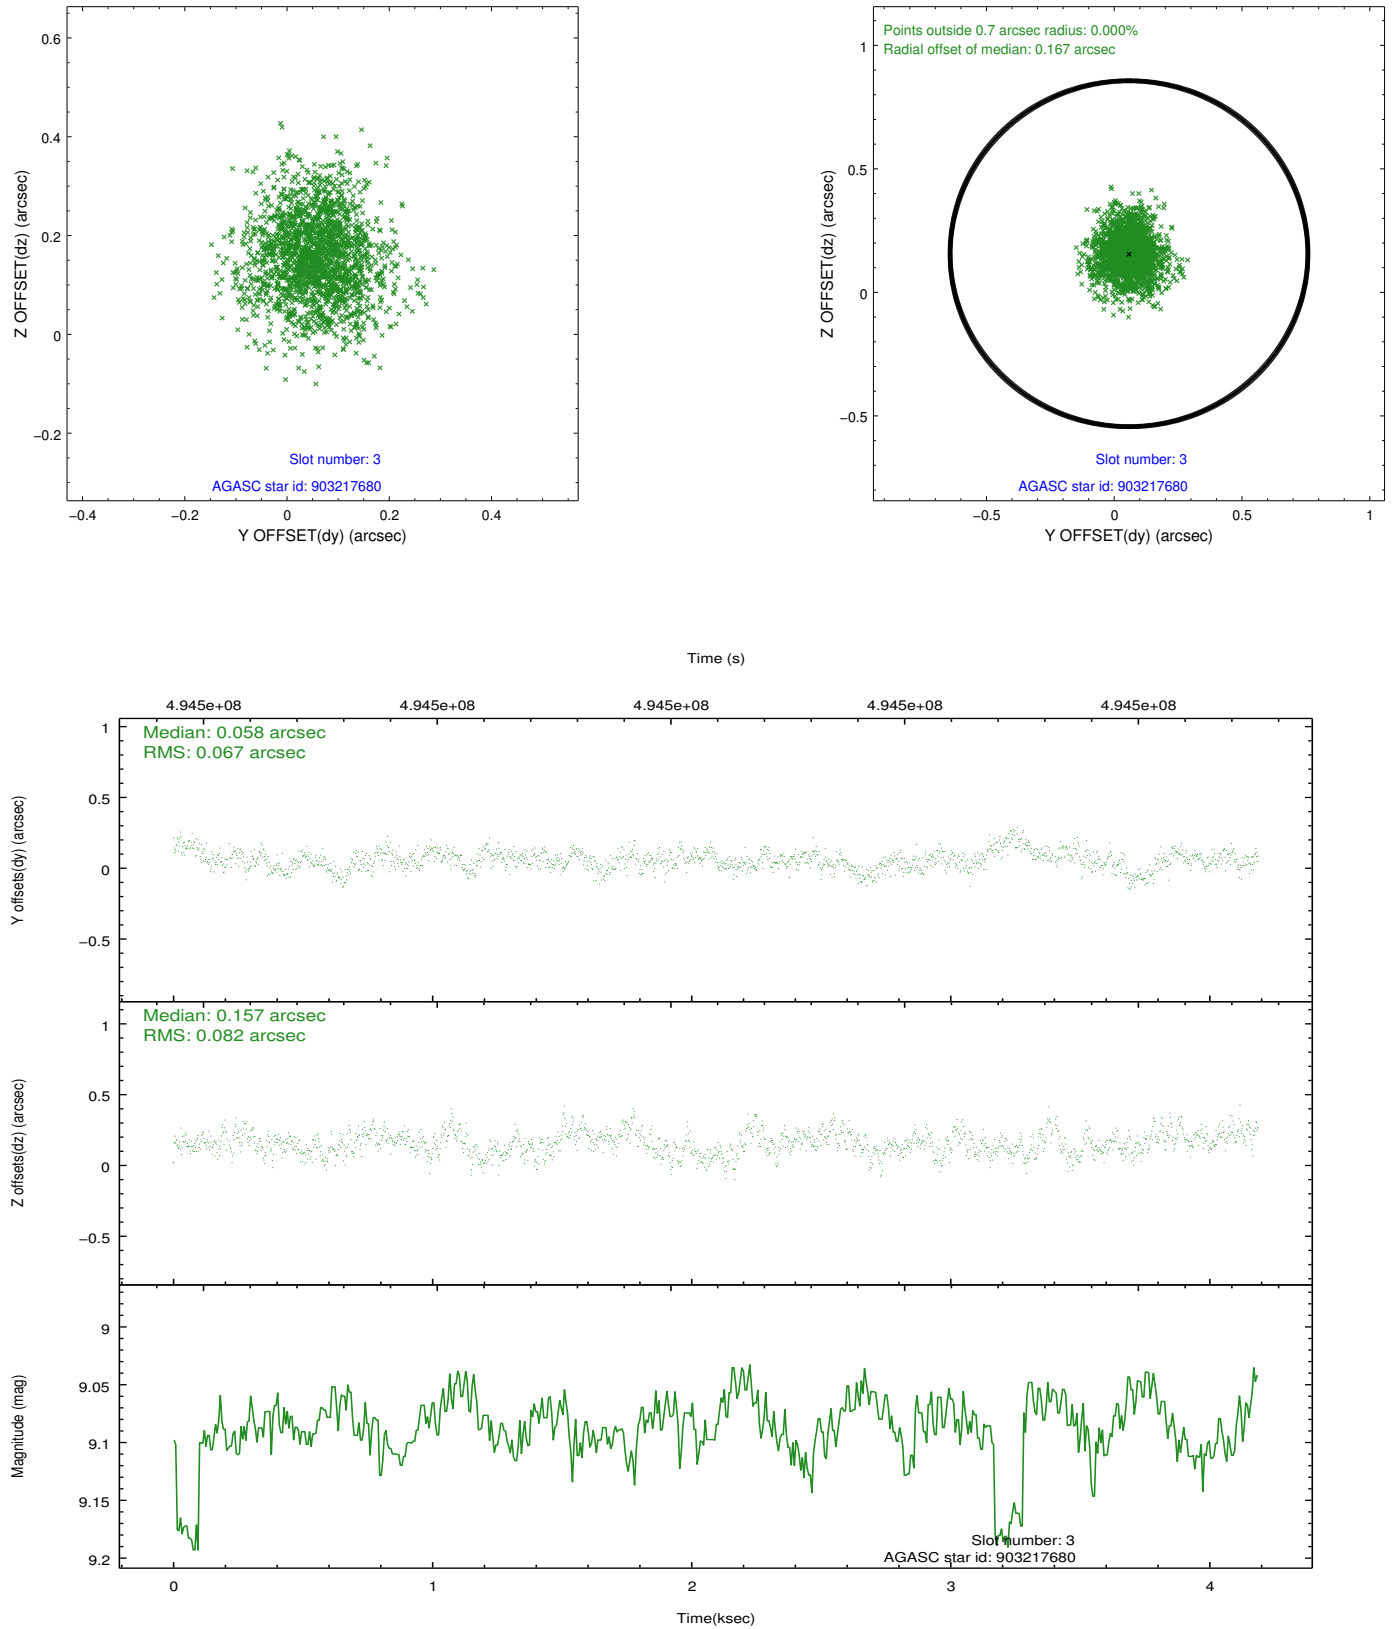 0.6
0.4
0.2
0
−0.2
Z OFFSET(dz) (arcsec)
Slot number: 3
AGASC star id: 903217680
−0.4
−0.2
0
0.2
0.4
Y OFFSET(dy) (arcsec)
Points outside 0.7 arcsec radius: 0.000%
Radial offset of median: 0.167 arcsec
1
0.5
0
−0.5
Z OFFSET(dz) (arcsec)
Slot number: 3
AGASC star id: 903217680
−0.5
0
0.5
1
Y OFFSET(dy) (arcsec)
Time (s)
4.945e+08
4.945e+08
4.945e+08
4.945e+08
4.945e+08
Median: 0.058 arcsec
RMS: 0.067 arcsec
1
0.5
0
−0.5
Y offsets(dy) (arcsec)
Median: 0.157 arcsec
RMS: 0.082 arcsec
1
0.5
0
−0.5
Z offsets(dz) (arcsec)
9
9.05
9.1
9.15
9.2
Magnitude (mag)
Slot number: 3
AGASC star id: 903217680
0
1
2
3
4
Time(ksec)